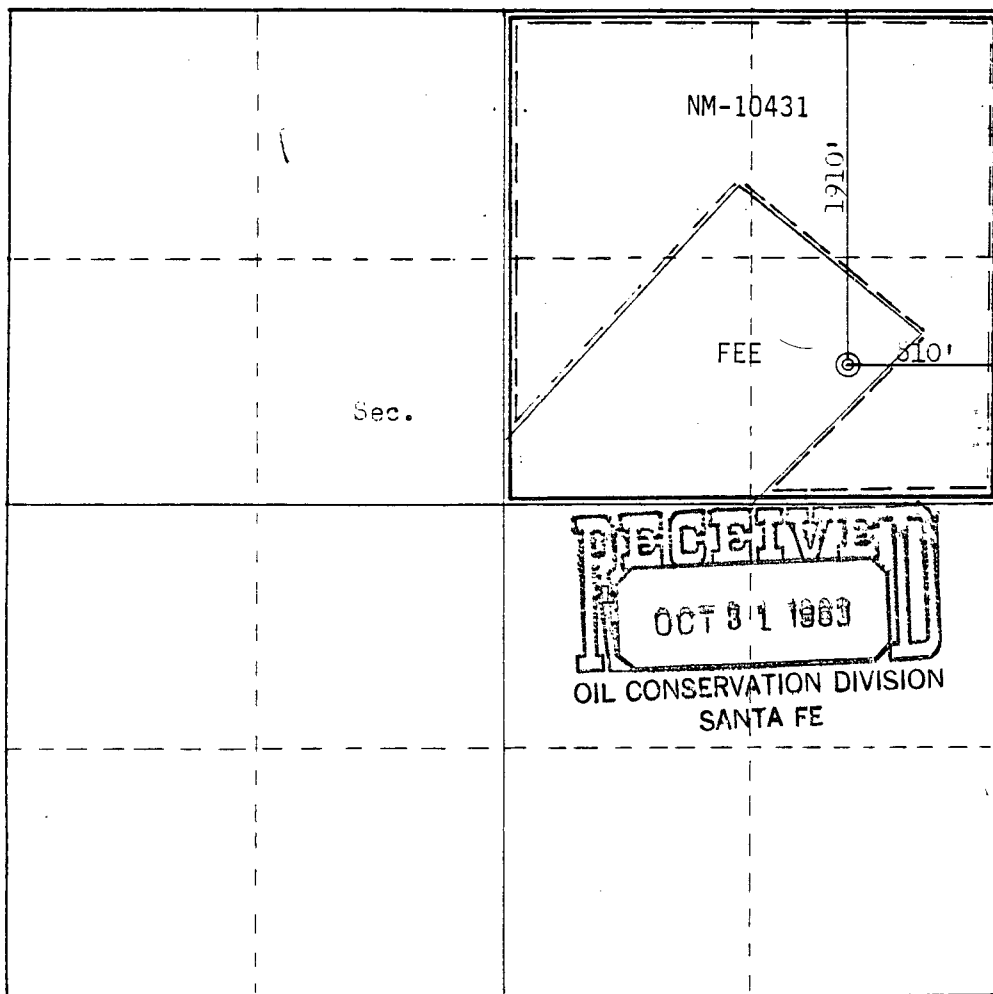 NM-10431
1910'
FEE
810'
Sec.
RECEIVED
OCT 31 1983
OIL CONSERVATION DIVISION
SANTA FE